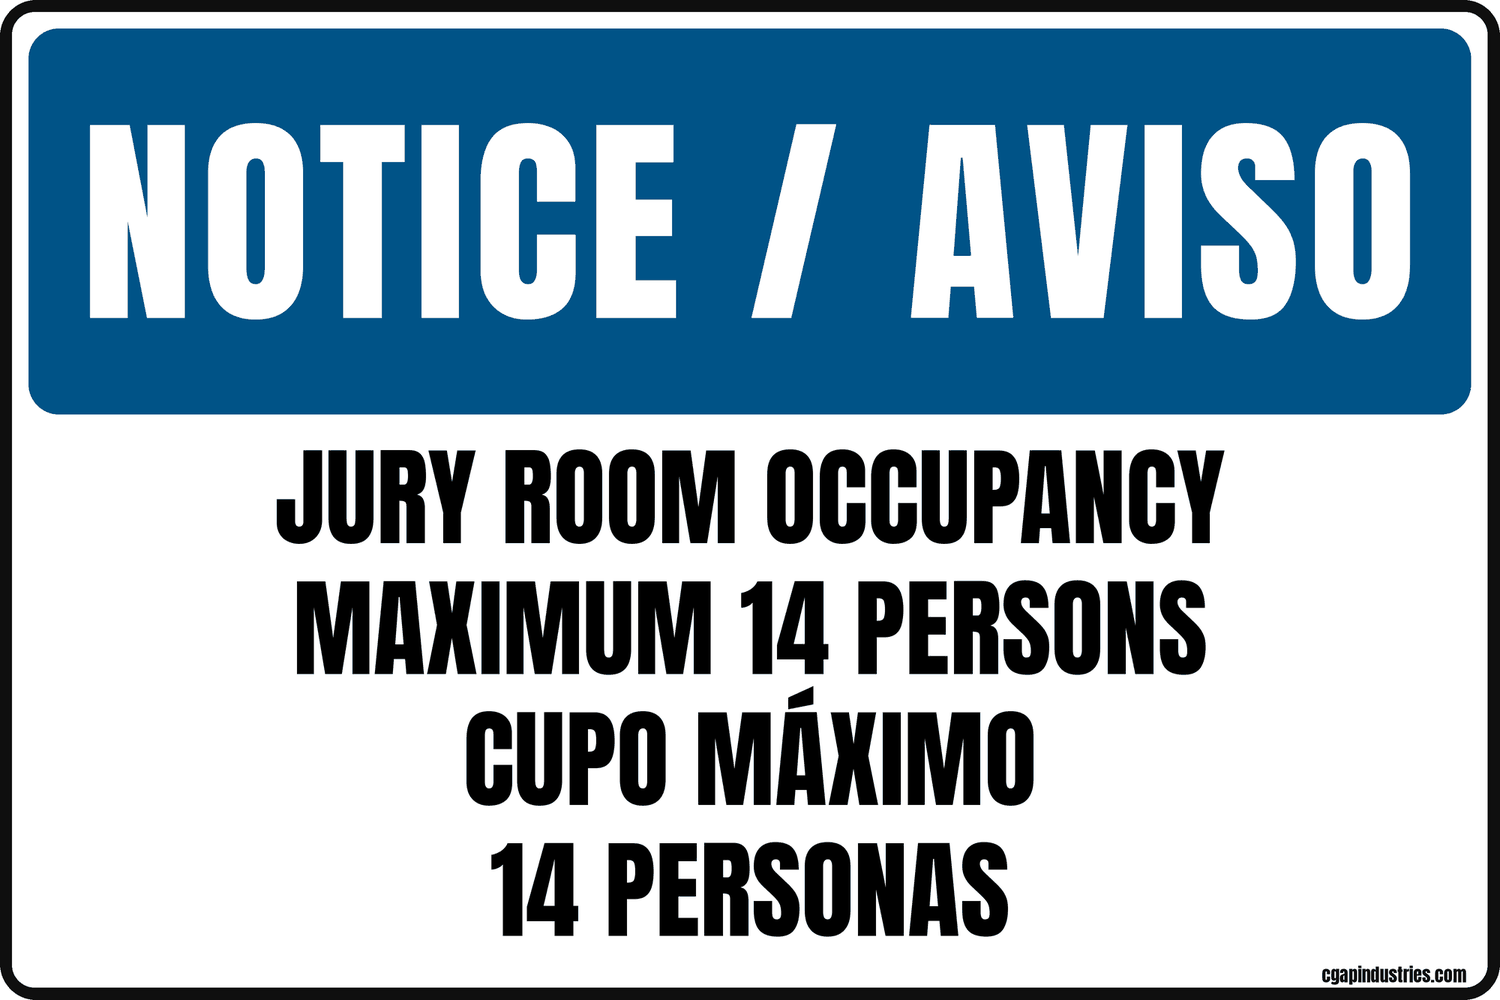 NOTICE / AVISO
JURY ROOM OCCUPANCY
MAXIMUM 14 PERSONS
CUPO MÁXIMO
14 PERSONAS
cgapindustries.com